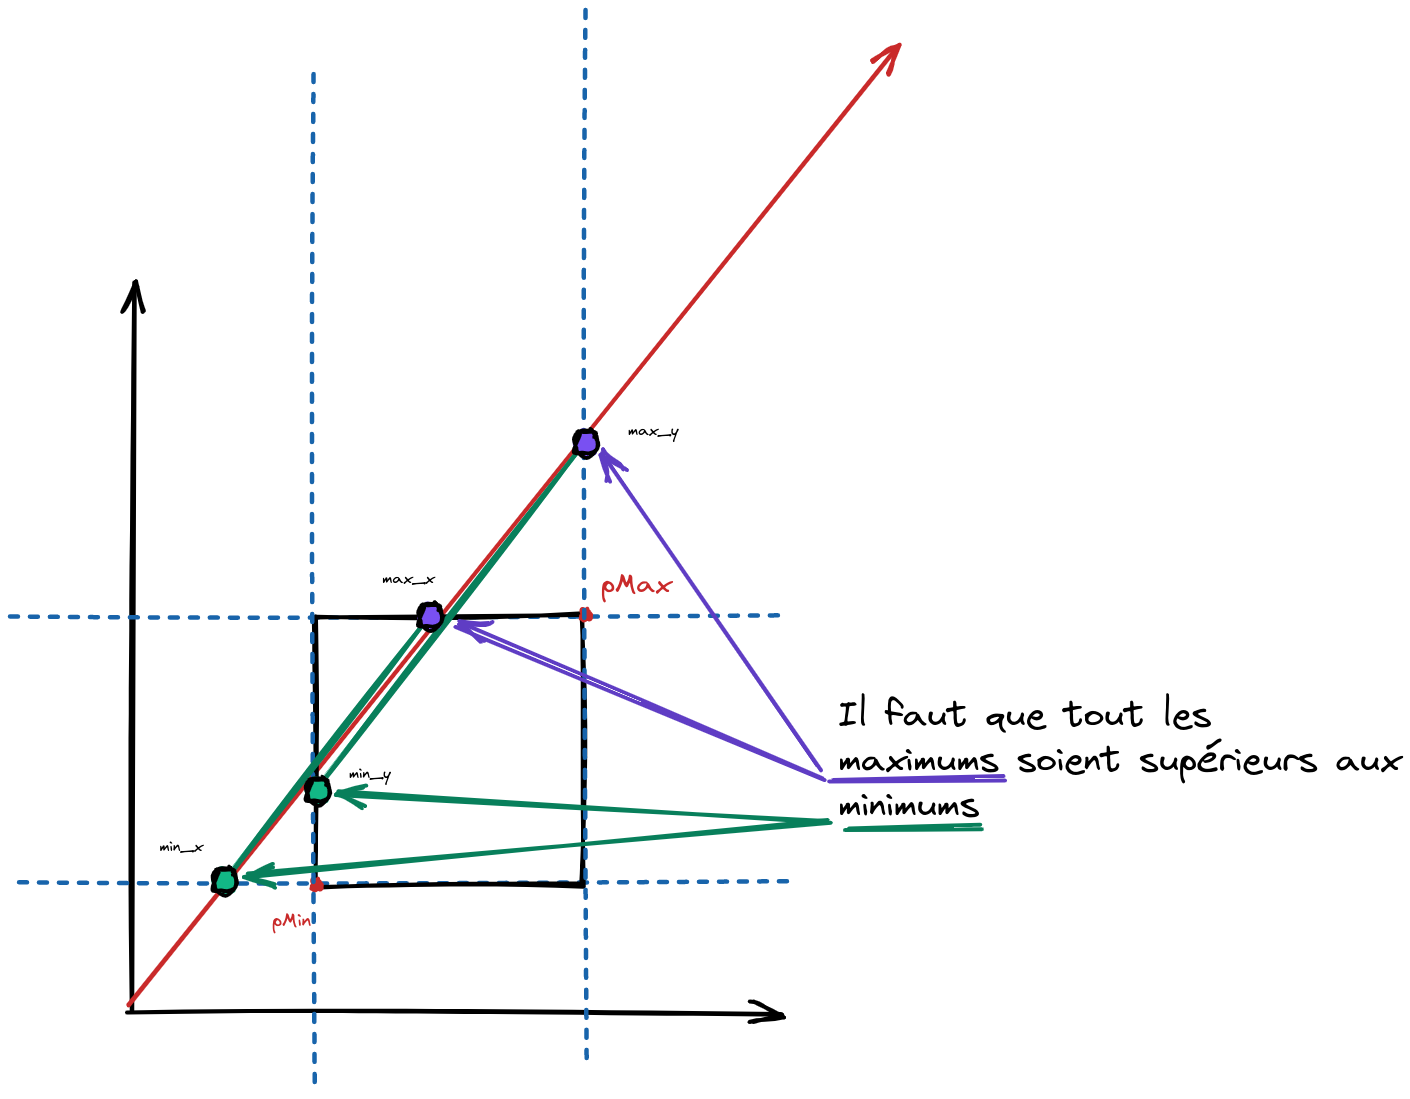 max_y
max_x
pMax
Il faut que tout les
maximums soient supérieurs aux
minimums
min_y
min_x
pMin